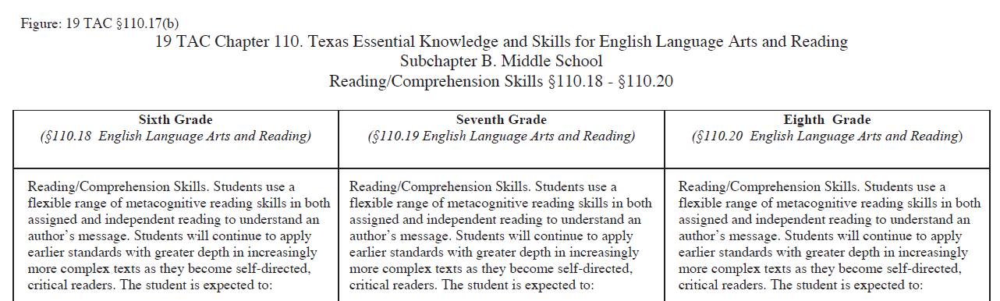 Figure: 19 TAC §110.17(b)
19 TAC Chapter 110. Texas Essential Knowledge and Skills for English Language Arts and Reading
Subchapter B. Middle School
Reading/Comprehension Skills §110.18 - §110.20
Sixth Grade
(§110.18 English Language Arts and Reading)
Reading/Comprehension Skills. Students use a
flexible range of metacognitive reading skills in both
assigned and independent reading to understand an
author's message. Students will continue to apply
earlier standards with greater depth in increasingly
more complex texts as they become self-directed,
critical readers. The student is expected to:
Seventh Grade
(§110.19 English Language Arts and Reading)
Reading/Comprehension Skills. Students use a
flexible range of metacognitive reading skills in both
assigned and independent reading to understand an
author's message. Students will continue to apply
earlier standards with greater depth in increasingly
more complex texts as they become self-directed,
critical readers. The student is expected to:
Eighth Grade
(§110.20 English Language Arts and Reading)
Reading/Comprehension Skills. Students use a
flexible range of metacognitive reading skills in both
assigned and independent reading to understand an
author's message. Students will continue to apply
earlier standards with greater depth in increasingly
more complex texts as they become self-directed,
critical readers. The student is expected to: